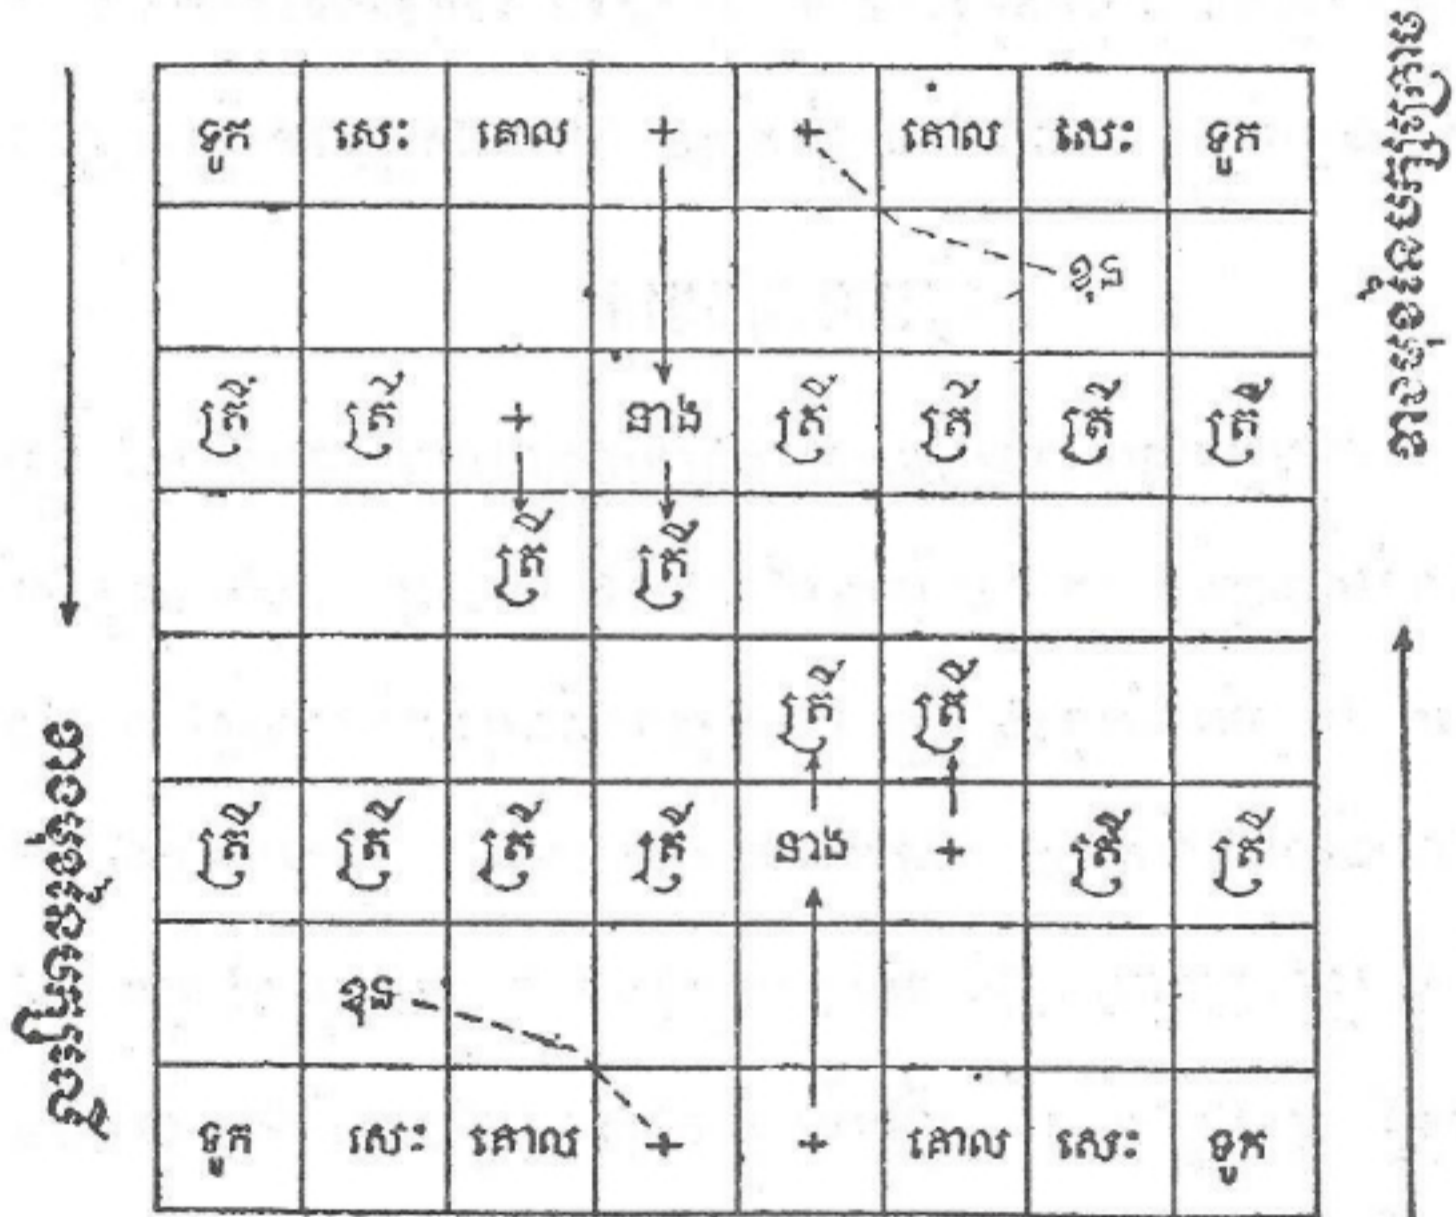 ទូក សេះ គោល + + គោល សេះ ទូក
ខុន
ត្រី ត្រី + នាង ត្រី ត្រី ត្រី ត្រី
ត្រី ត្រី
ត្រី ត្រី
ត្រី ត្រី ត្រី ត្រី នាង + ត្រី ត្រី
ខុន
ទូក សេះ គោល + + គោល សេះ ទូក